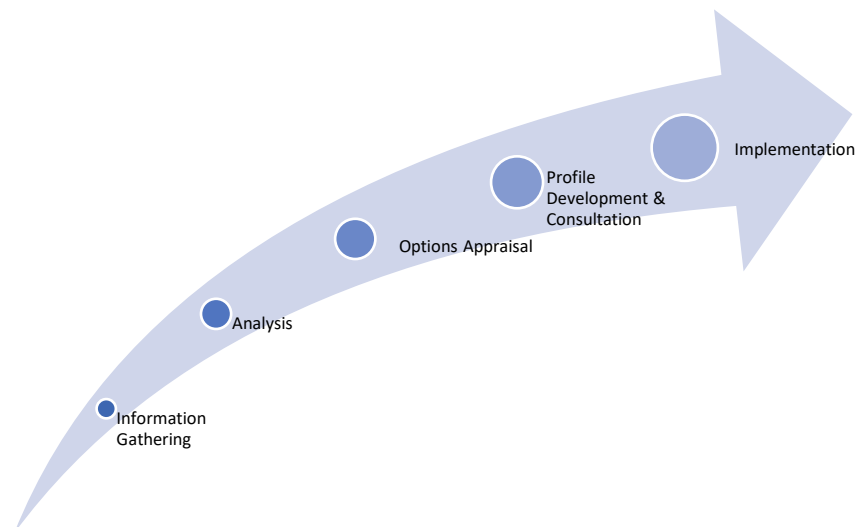 Information
Gathering
Analysis
Options Appraisal
Profile
Development &
Consultation
Implementation